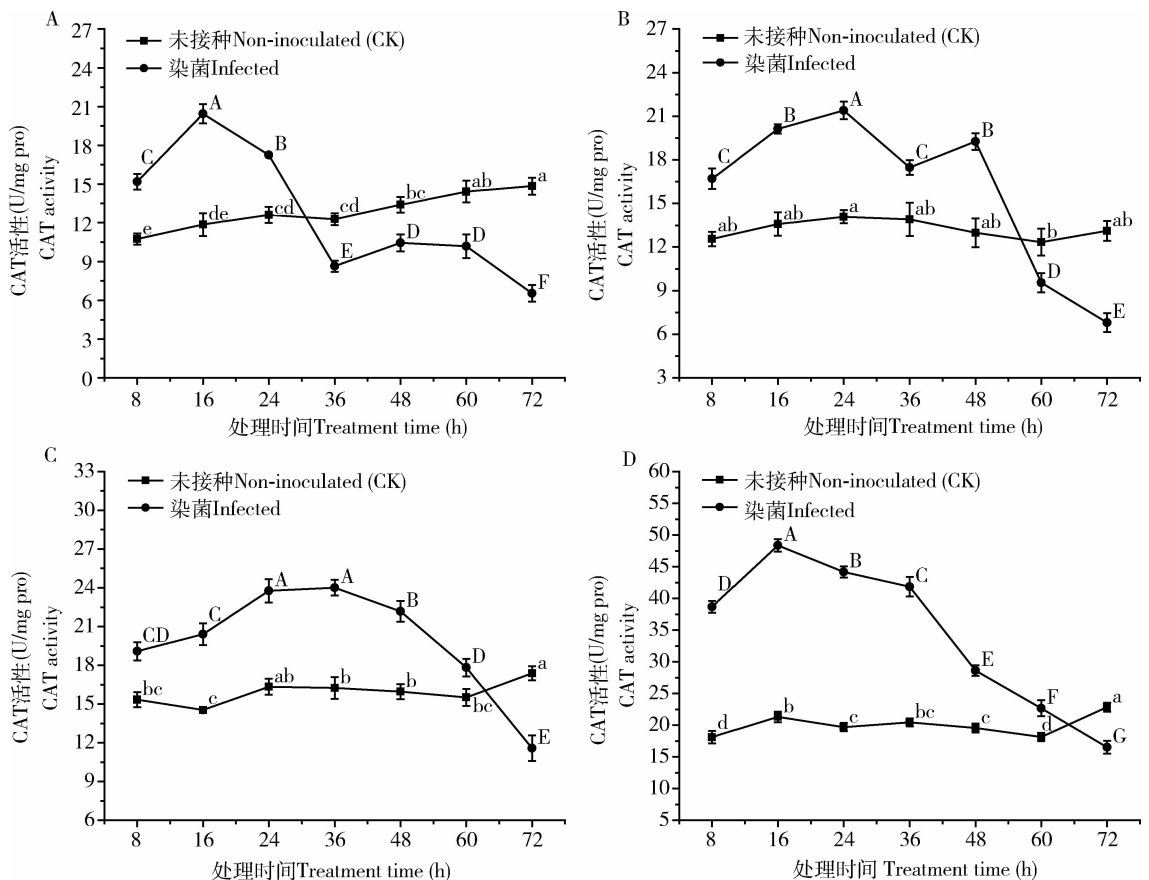 A
27
24
21
18
15
12
9
6
3
0
CAT活性(U/mg pro)
CAT activity
未接种Non-inoculated (CK)
染菌Infected
C
A
B
E
D
D
F
e
de
cd
cd
bc
ab
a
8 16 24 36 48 60 72
处理时间Treatment time (h)
B
27
24
21
18
15
12
9
6
3
CAT活性(U/mg pro)
CAT activity
未接种Non-inoculated (CK)
染菌Infected
C
B
A
C
B
D
E
ab
ab
a
ab
ab
b
ab
8 16 24 36 48 60 72
处理时间Treatment time (h)
C
33
30
27
24
21
18
15
12
9
6
CAT活性(U/mg pro)
CAT activity
未接种Non-inoculated (CK)
染菌Infected
CD
C
A
A
B
D
E
bc
c
ab
b
b
bc
a
8 16 24 36 48 60 72
处理时间Treatment time (h)
D
60
55
50
45
40
35
30
25
20
15
10
5
CAT活性(U/mg pro)
CAT activity
未接种Non-inoculated (CK)
染菌Infected
D
A
B
C
E
F
G
d
b
c
bc
c
d
a
8 16 24 36 48 60 72
处理时间 Treatment time (h)